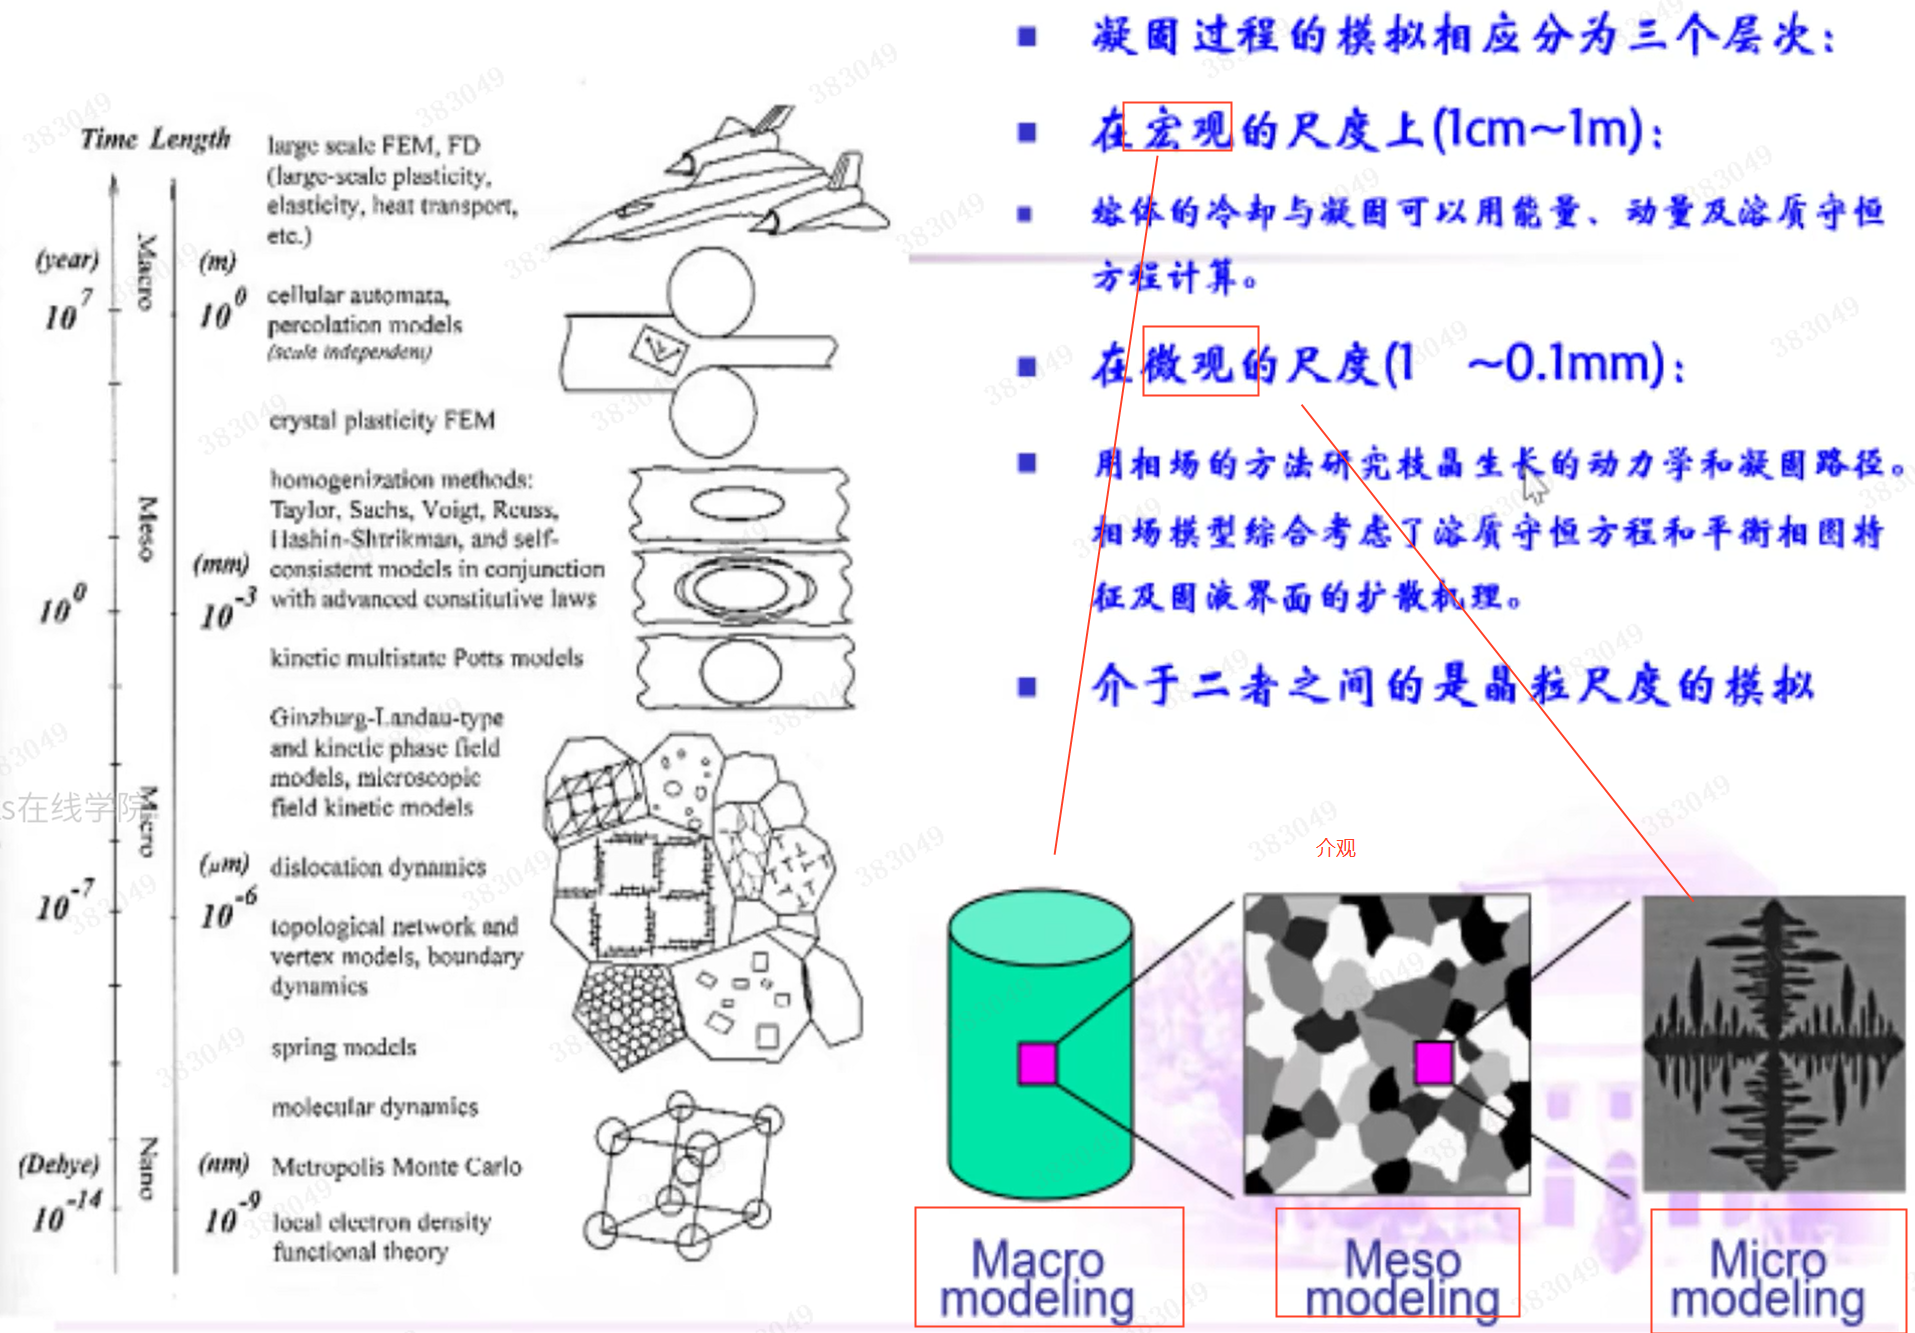 Time Length
large scale FEM, FD
(large-scale plasticity,
elasticity, heat transport,
etc.)
(year)
Macro
(m)
10^7
10^0
cellular automata,
percolation models
(scale independent)
crystal plasticity FEM
homogenization methods:
Taylor, Sachs, Voigt, Reuss,
Hashin-Shtrikman, and self-
consistent models in conjunction
with advanced constitutive laws
Meso
(mm)
10^0
10^-3
kinetic multistate Potts models
Ginzburg-Landau-type
and kinetic phase field
models, microscopic
field kinetic models
s在线学院
Micro
(μm)
dislocation dynamics
10^-7
10^-6
topological network and
vertex models, boundary
dynamics
spring models
molecular dynamics
(Debye)
Nano
(nm)
Metropolis Monte Carlo
10^-14
10^-9
local electron density
functional theory
■ 凝固过程的模拟相应分为三个层次：
■ 在宏观的尺度上(1cm~1m)：
■ 熔体的冷却与凝固可以用能量、动量及溶质守恒
方程计算。
■ 在微观的尺度(1 ~0.1mm)：
■ 用相场的方法研究枝晶生长的动力学和凝固路径。
相场模型综合考虑了溶质守恒方程和平衡相图特
征及固液界面的扩散机理。
■ 介于二者之间的是晶粒尺度的模拟
介观
Macro
modeling
Meso
modeling
Micro
modeling
383049